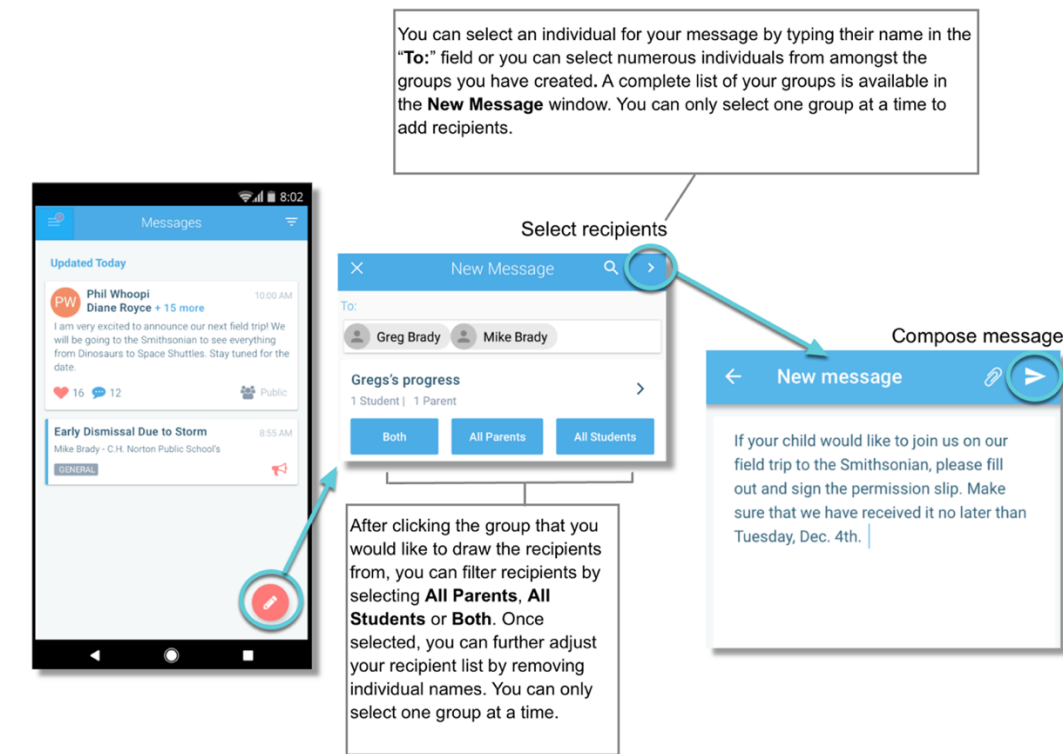 You can select an individual for your message by typing their name in the
“To:” field or you can select numerous individuals from amongst the
groups you have created. A complete list of your groups is available in
the New Message window. You can only select one group at a time to
add recipients.
8:02
Messages
Updated Today
PW
Phil Whoopi
10:00 AM
Diane Royce + 15 more
I am very excited to announce our next field trip! We
will be going to the Smithsonian to see everything
from Dinosaurs to Space Shuttles. Stay tuned for the
date.
16
12
Public
Early Dismissal Due to Storm
8:55 AM
Mike Brady - C.H. Norton Public School's
GENERAL
Select recipients
New Message
To:
Greg Brady
Mike Brady
Gregs's progress
1 Student | 1 Parent
Both
All Parents
All Students
After clicking the group that you
would like to draw the recipients
from, you can filter recipients by
selecting All Parents, All
Students or Both. Once
selected, you can further adjust
your recipient list by removing
individual names. You can only
select one group at a time.
Compose message
New message
If your child would like to join us on our
field trip to the Smithsonian, please fill
out and sign the permission slip. Make
sure that we have received it no later than
Tuesday, Dec. 4th.